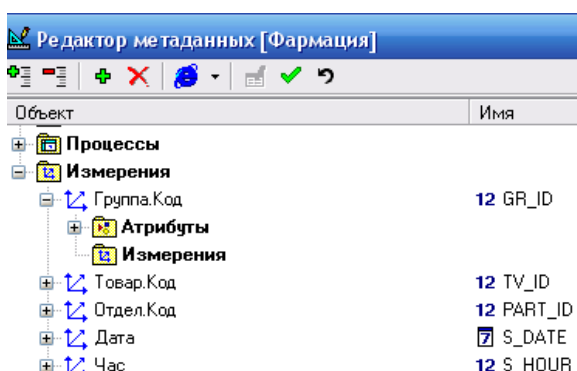 Редактор метаданных [Фармация]
Объект Имя
Процессы
Измерения
Группа.Код 12 GR_ID
Атрибуты
Измерения
Товар.Код 12 TV_ID
Отдел.Код 12 PART_ID
Дата 7 S_DATE
Час 12 S_HOUR